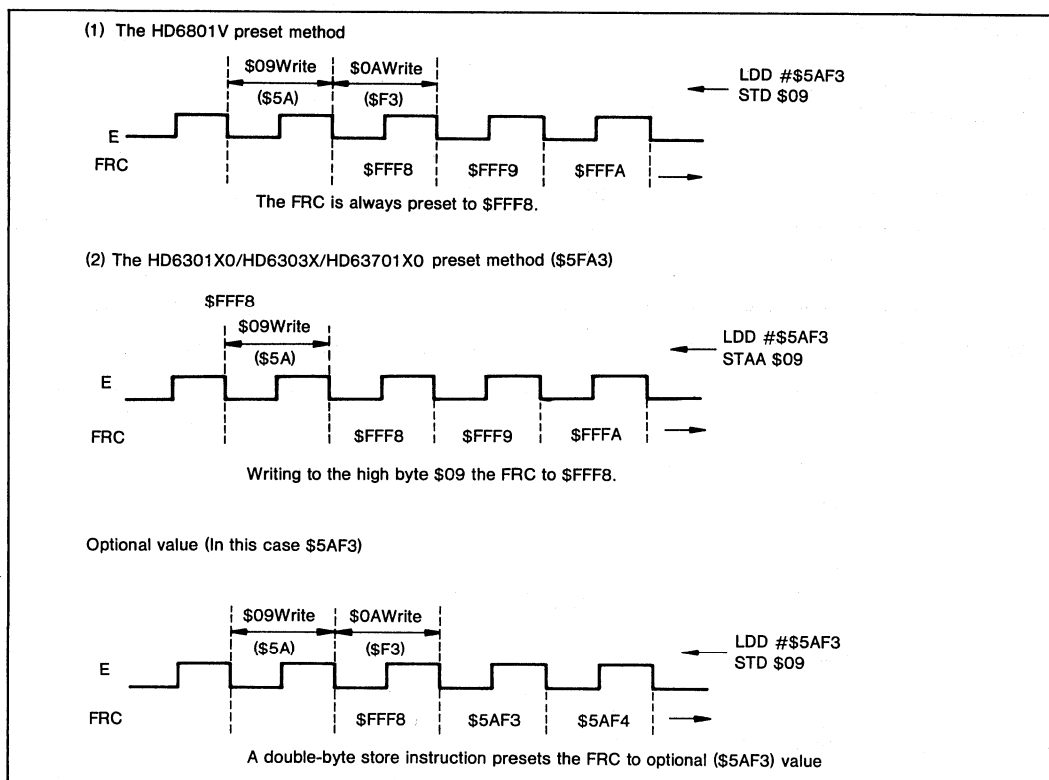 (1) The HD6801V preset method
$09Write $0AWrite
($5A) ($F3)
LDD #$5AF3
STD $09
E
FRC
$FFF8 $FFF9 $FFFA
The FRC is always preset to $FFF8.
(2) The HD6301X0/HD6303X/HD63701X0 preset method ($5FA3)
$FFF8
$09Write
($5A)
LDD #$5AF3
STAA $09
E
FRC
$FFF8 $FFF9 $FFFA
Writing to the high byte $09 the FRC to $FFF8.
Optional value (In this case $5AF3)
$09Write $0AWrite
($5A) ($F3)
LDD #$5AF3
STD $09
E
FRC
$FFF8 $5AF3 $5AF4
A double-byte store instruction presets the FRC to optional ($5AF3) value